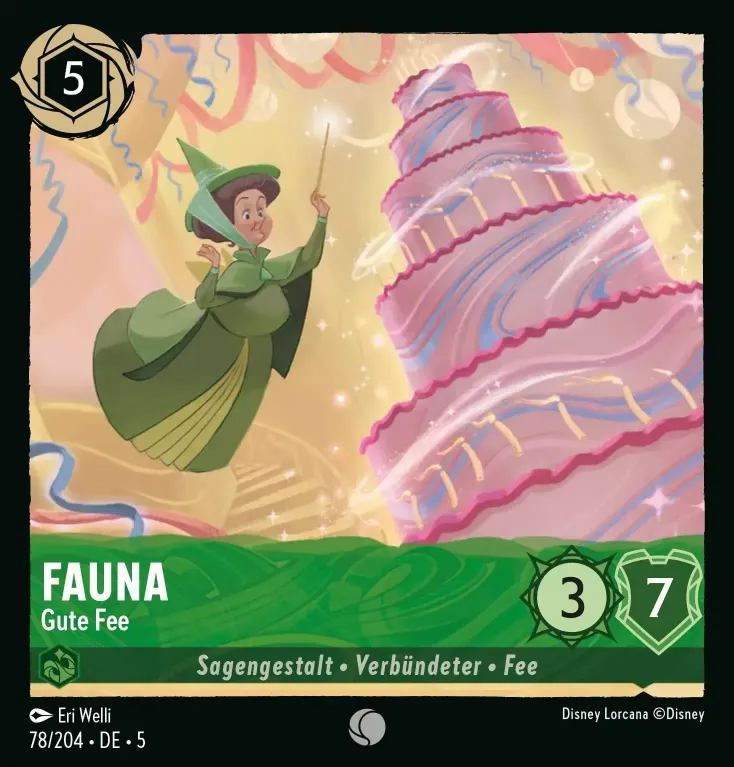 5
FAUNA
Gute Fee
3
7
Sagengestalt • Verbündeter • Fee
Eri Welli
Disney Lorcana ©Disney
78/204 • DE • 5